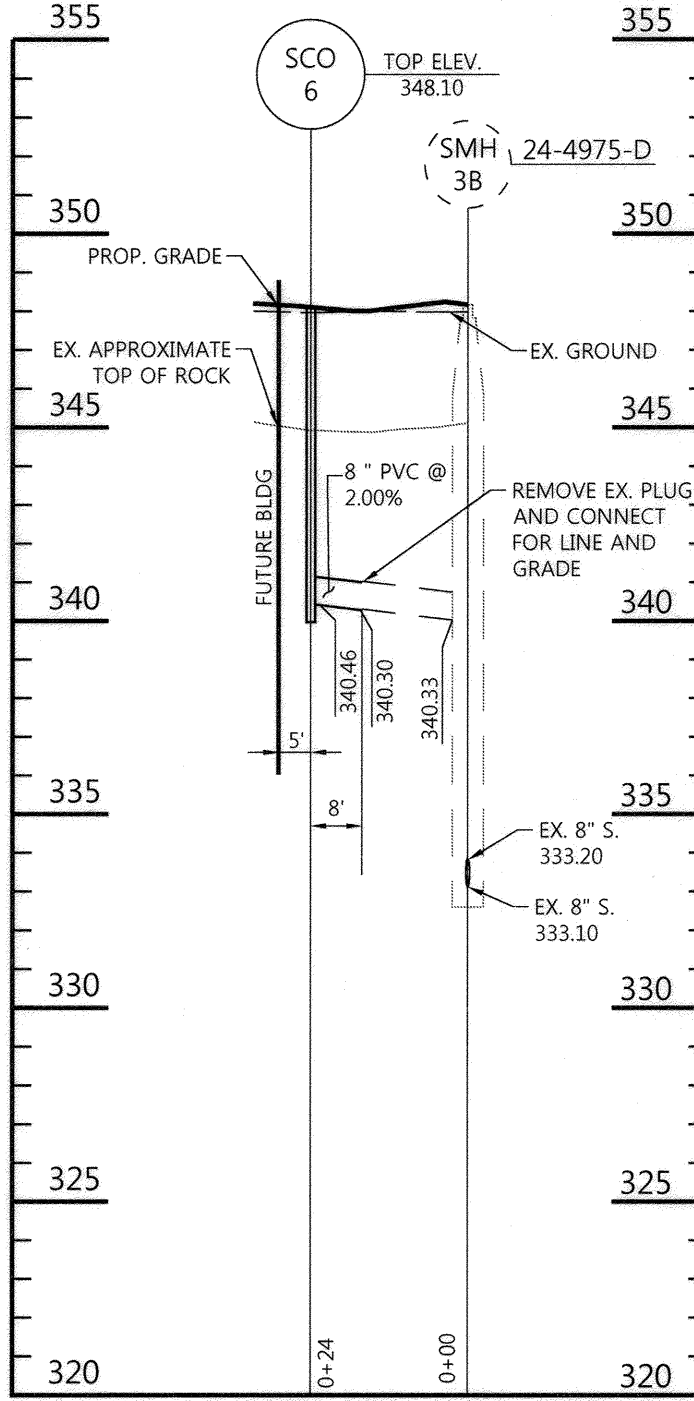 355
355
SCO
6
TOP ELEV.
348.10
SMH
3B
24-4975-D
350
350
PROP. GRADE
EX. APPROXIMATE
TOP OF ROCK
EX. GROUND
345
345
8 " PVC @
2.00%
REMOVE EX. PLUG
AND CONNECT
FOR LINE AND
GRADE
FUTURE BLDG
340
340
340.46
340.30
340.33
5'
8'
335
335
EX. 8" S.
333.20
EX. 8" S.
333.10
330
330
325
325
0+24
0+00
320
320